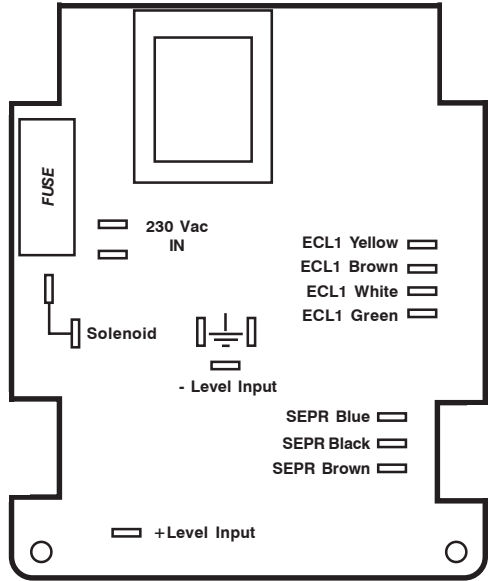 FUSE
230 Vac
IN
ECL1 Yellow
ECL1 Brown
ECL1 White
ECL1 Green
Solenoid
- Level Input
SEPR Blue
SEPR Black
SEPR Brown
+Level Input